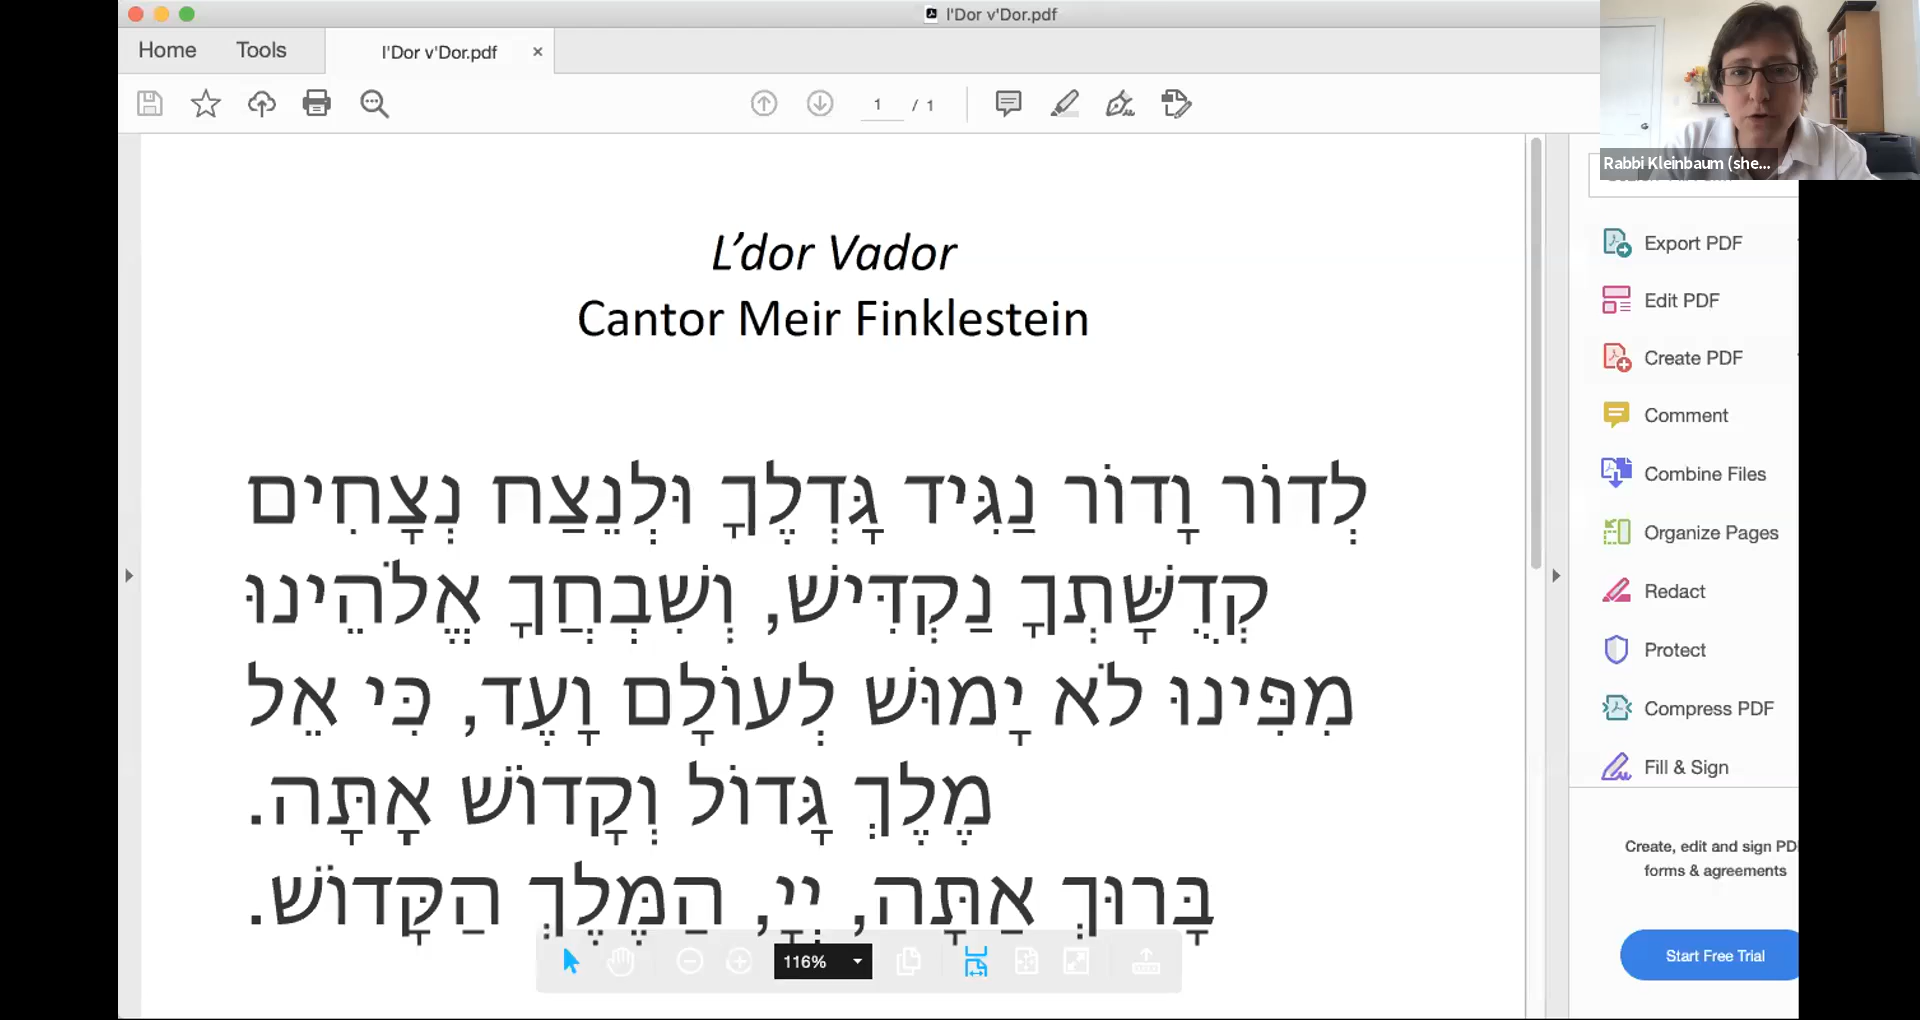 l'Dor v'Dor.pdf
Home
Tools
l'Dor v'Dor.pdf
1 / 1
Rabbi Kleinbaum (she...
L’dor Vador
Cantor Meir Finklestein
לְדוֹר וָדוֹר נַגִּיד גָּדְלֶךָ וּלְנֵצַח נְצָחִים
קְדֻשָּׁתְךָ נַקְדִּישׁ, וְשִׁבְחֲךָ אֱלֹהֵינוּ
מִפִּינוּ לֹא יָמוּשׁ לְעוֹלָם וָעֶד, כִּי אֵל
מֶלֶךְ גָּדוֹל וְקָדוֹשׁ אָתָּה.
בָּרוּךְ אַתָּה, יְיָ, הַמֶּלֶךְ הַקָּדוֹשׁ.
116%
Export PDF
Edit PDF
Create PDF
Comment
Combine Files
Organize Pages
Redact
Protect
Compress PDF
Fill & Sign
Create, edit and sign PD
forms & agreements
Start Free Trial